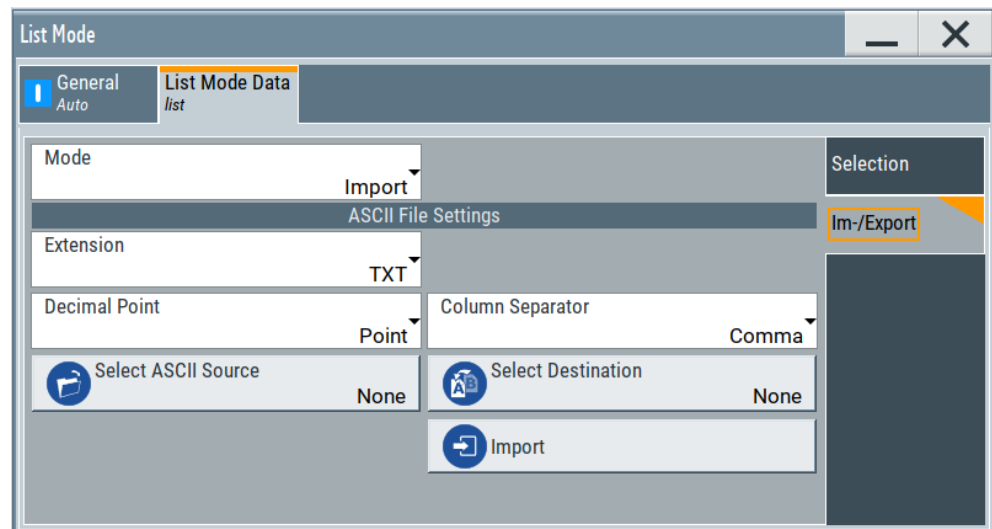 List Mode
General
Auto
List Mode Data
list
Mode
Import
ASCII File Settings
Extension
TXT
Decimal Point
Point
Column Separator
Comma
Select ASCII Source
None
A B
Select Destination
None
Import
Selection
Im-/Export